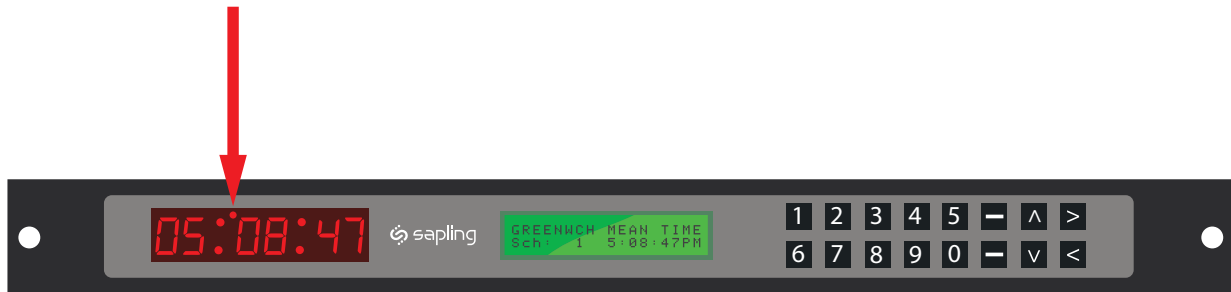 05:08:47
sapling
GREENWCH MEAN TIME
Sch: 1 5:08:47PM
1 2 3 4 5 — ʌ >
6 7 8 9 0 — v <